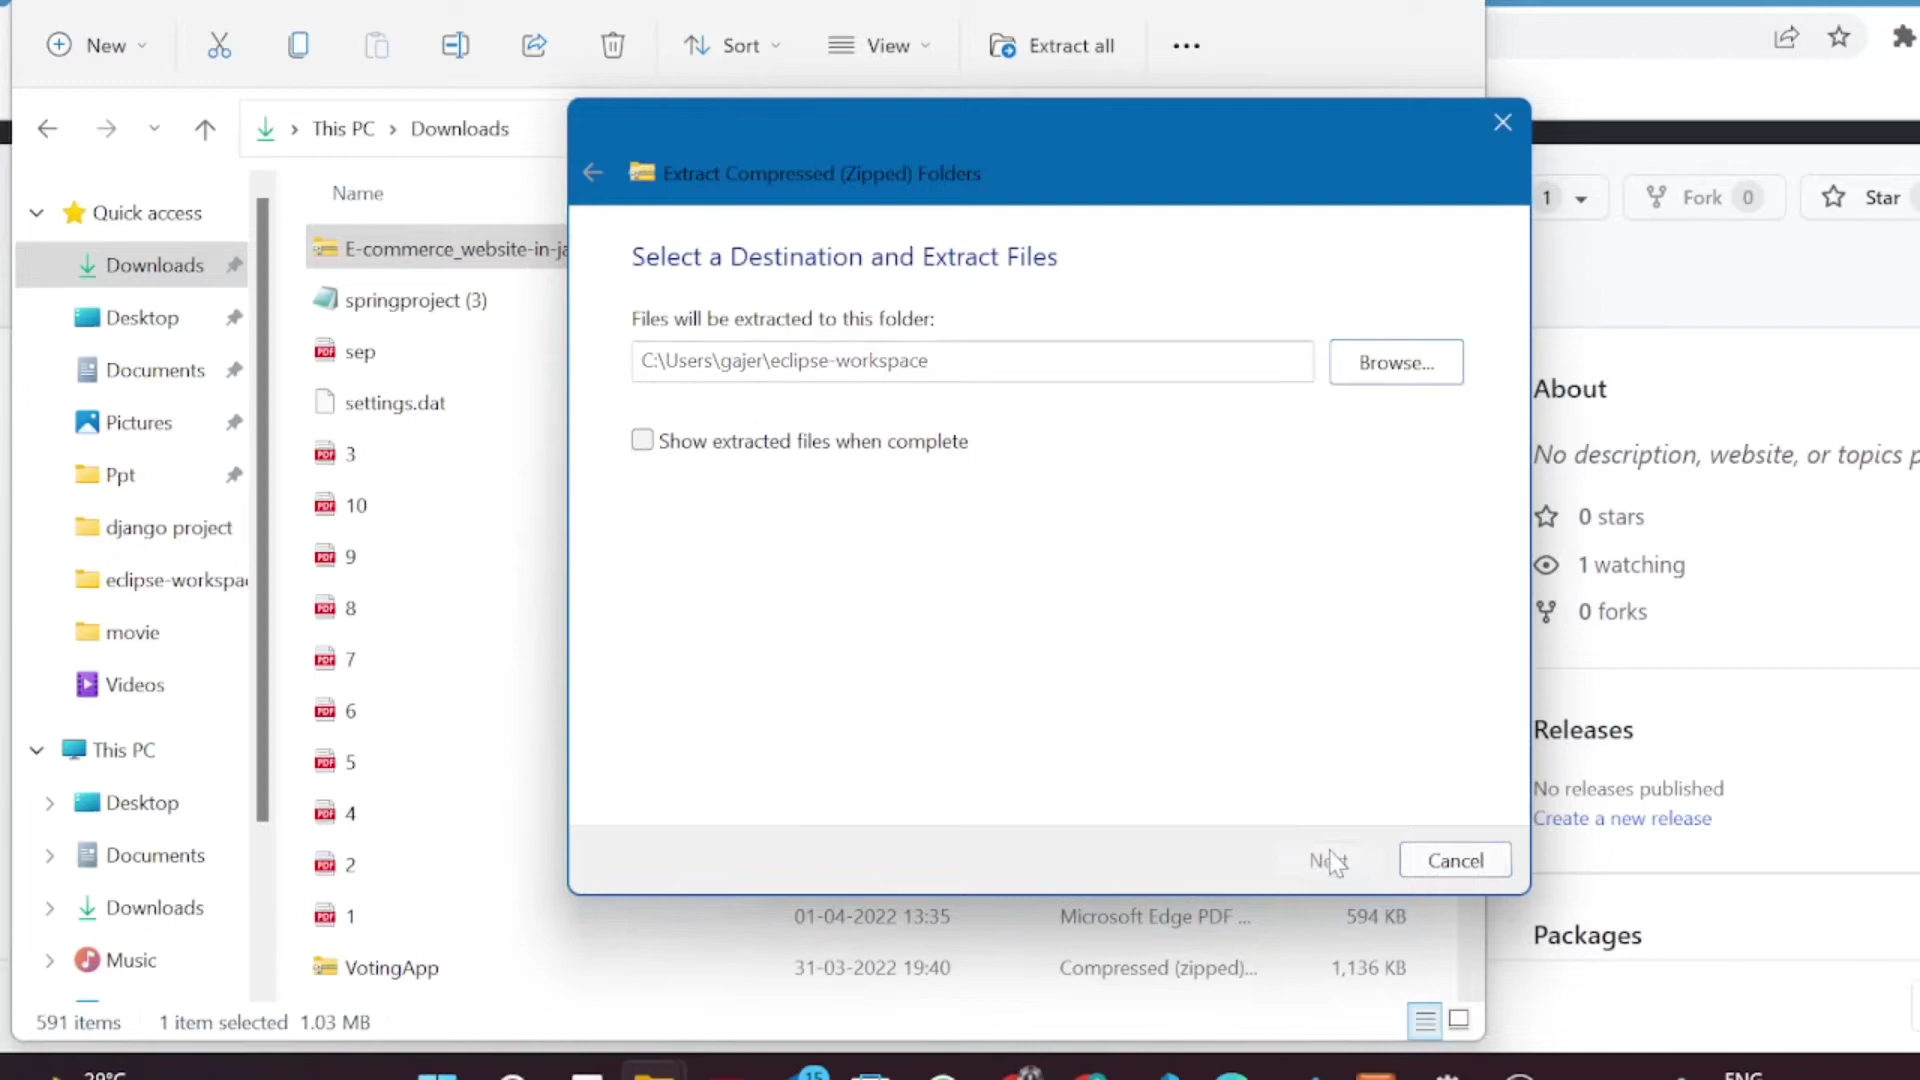 New
Sort
View
Extract all
This PC
Downloads
Extract Compressed (Zipped) Folders
1
Fork 0
Star
Name
Quick access
Downloads
Desktop
Documents
Pictures
Ppt
django project
eclipse-workspa
movie
Videos
This PC
Desktop
Documents
Downloads
Music
E-commerce_website-in-ja
springproject (3)
sep
settings.dat
3
10
9
8
7
6
5
4
2
1
01-04-2022 13:35
Microsoft Edge PDF ...
594 KB
VotingApp
31-03-2022 19:40
Compressed (zipped)...
1,136 KB
Select a Destination and Extract Files
Files will be extracted to this folder:
C:\Users\gajer\eclipse-workspace
Browse...
Show extracted files when complete
Next
Cancel
About
No description, website, or topics p
0 stars
1 watching
0 forks
Releases
No releases published
Create a new release
Packages
591 items
1 item selected 1.03 MB
15
ENG